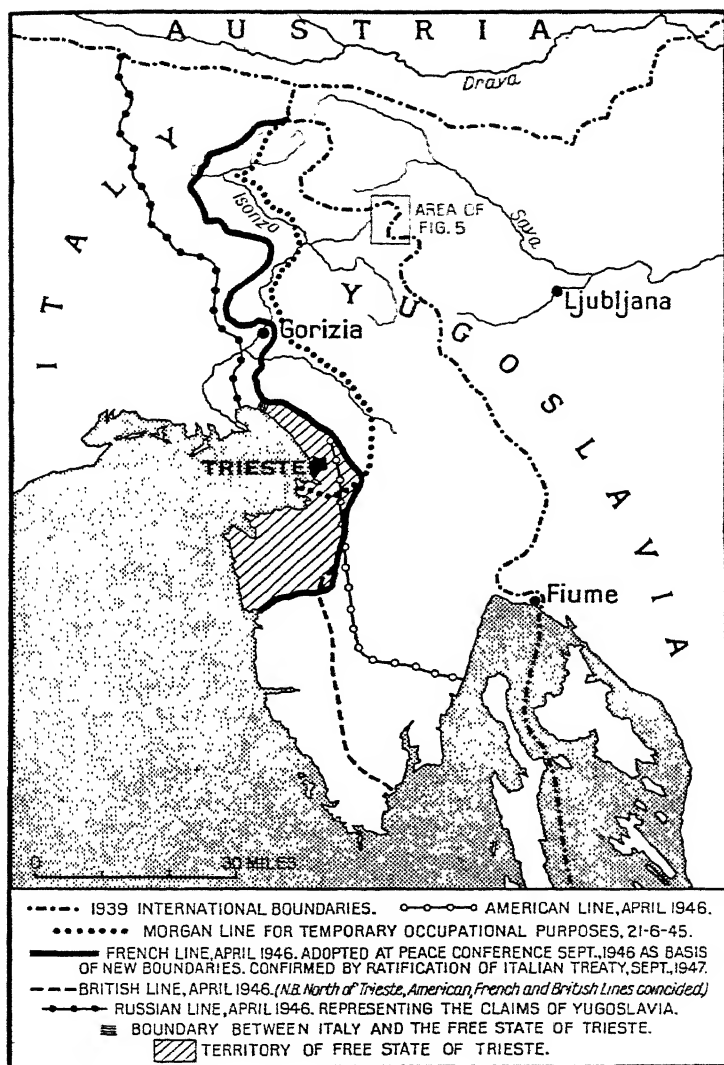 AUSTRIA
Drava
ITALY
Isonzo
AREA OF
FIG. 5
Sava
YUGOSLAVIA
Ljubljana
Gorizia
TRIESTE
Fiume
0 30 MILES
1939 INTERNATIONAL BOUNDARIES. AMERICAN LINE, APRIL 1946.
MORGAN LINE FOR TEMPORARY OCCUPATIONAL PURPOSES, 21-6-45.
FRENCH LINE, APRIL 1946. ADOPTED AT PEACE CONFERENCE SEPT., 1946 AS BASIS
OF NEW BOUNDARIES. CONFIRMED BY RATIFICATION OF ITALIAN TREATY, SEPT., 1947.
BRITISH LINE, APRIL 1946. (N.B. North of Trieste, American, French and British Lines coincided.)
RUSSIAN LINE, APRIL 1946. REPRESENTING THE CLAIMS OF YUGOSLAVIA.
BOUNDARY BETWEEN ITALY AND THE FREE STATE OF TRIESTE.
TERRITORY OF FREE STATE OF TRIESTE.